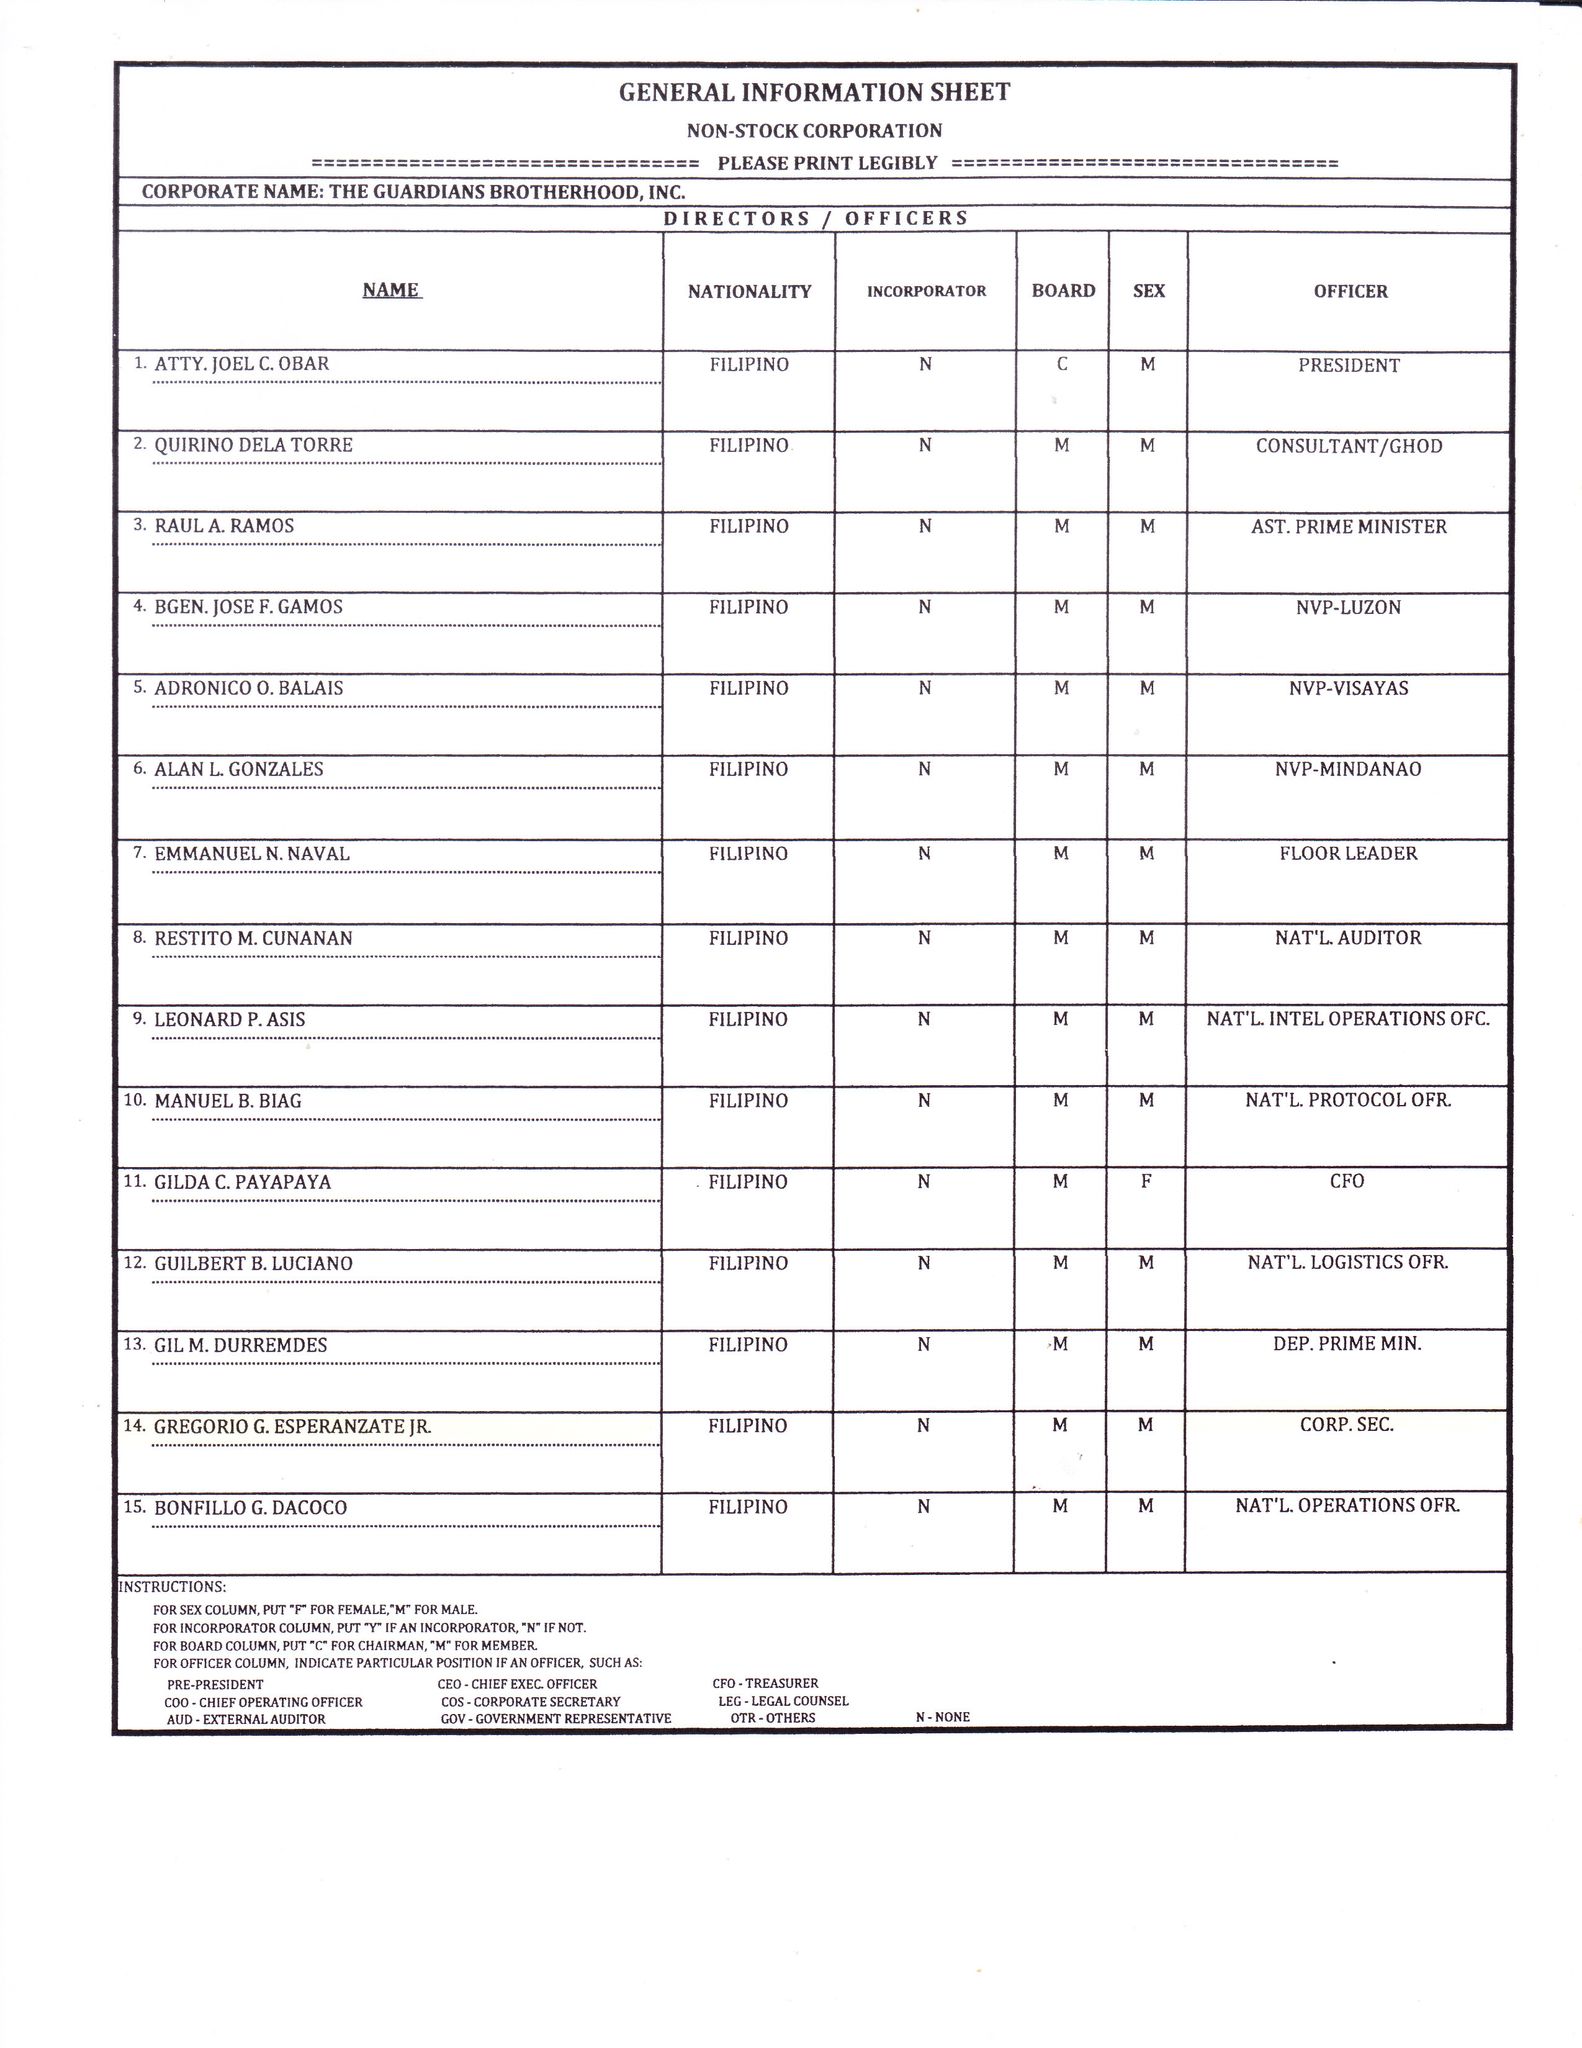 GENERAL INFORMATION SHEET
NON-STOCK CORPORATION
================================ PLEASE PRINT LEGIBLY ================================
CORPORATE NAME: THE GUARDIANS BROTHERHOOD, INC.
DIRECTORS / OFFICERS
NAME NATIONALITY INCORPORATOR BOARD SEX OFFICER
1. ATTY. JOEL C. OBAR FILIPINO N C M PRESIDENT
2. QUIRINO DELA TORRE FILIPINO N M M CONSULTANT/GHOD
3. RAUL A. RAMOS FILIPINO N M M AST. PRIME MINISTER
4. BGEN. JOSE F. GAMOS FILIPINO N M M NVP-LUZON
5. ADRONICO O. BALAIS FILIPINO N M M NVP-VISAYAS
6. ALAN L. GONZALES FILIPINO N M M NVP-MINDANAO
7. EMMANUEL N. NAVAL FILIPINO N M M FLOOR LEADER
8. RESTITO M. CUNANAN FILIPINO N M M NAT'L. AUDITOR
9. LEONARD P. ASIS FILIPINO N M M NAT'L. INTEL OPERATIONS OFC.
10. MANUEL B. BIAG FILIPINO N M M NAT'L. PROTOCOL OFR.
11. GILDA C. PAYAPAYA FILIPINO N M F CFO
12. GUILBERT B. LUCIANO FILIPINO N M M NAT'L. LOGISTICS OFR.
13. GIL M. DURREMDES FILIPINO N M M DEP. PRIME MIN.
14. GREGORIO G. ESPERANZATE JR. FILIPINO N M M CORP. SEC.
15. BONFILLO G. DACOCO FILIPINO N M M NAT'L. OPERATIONS OFR.
INSTRUCTIONS:
FOR SEX COLUMN, PUT "F" FOR FEMALE,"M" FOR MALE.
FOR INCORPORATOR COLUMN, PUT "Y" IF AN INCORPORATOR, "N" IF NOT.
FOR BOARD COLUMN, PUT "C" FOR CHAIRMAN, "M" FOR MEMBER.
FOR OFFICER COLUMN, INDICATE PARTICULAR POSITION IF AN OFFICER, SUCH AS:
PRE-PRESIDENT CEO - CHIEF EXEC. OFFICER CFO - TREASURER
COO - CHIEF OPERATING OFFICER COS - CORPORATE SECRETARY LEG - LEGAL COUNSEL
AUD - EXTERNAL AUDITOR GOV - GOVERNMENT REPRESENTATIVE OTR - OTHERS N - NONE